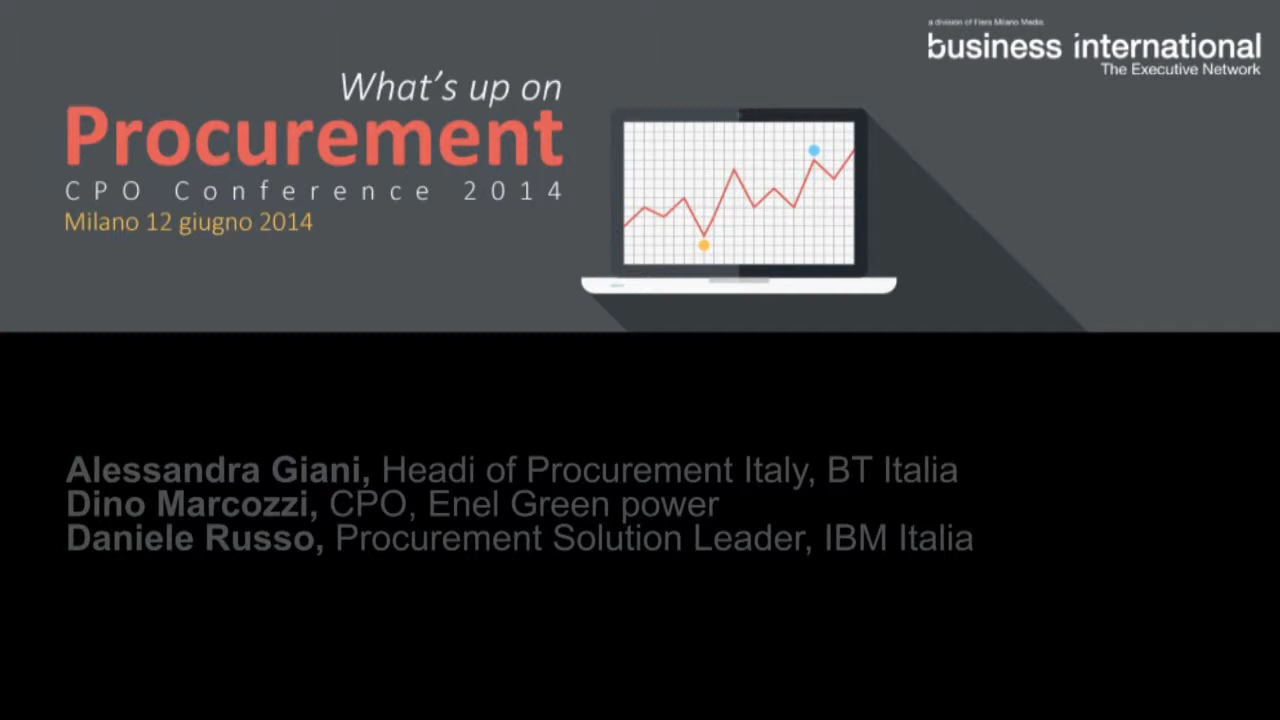 a division of Fiera Milano Media
business international
The Executive Network
What's up on
Procurement
CPO Conference 2014
Milano 12 giugno 2014
Alessandra Giani, Headi of Procurement Italy, BT Italia
Dino Marcozzi, CPO, Enel Green power
Daniele Russo, Procurement Solution Leader, IBM Italia